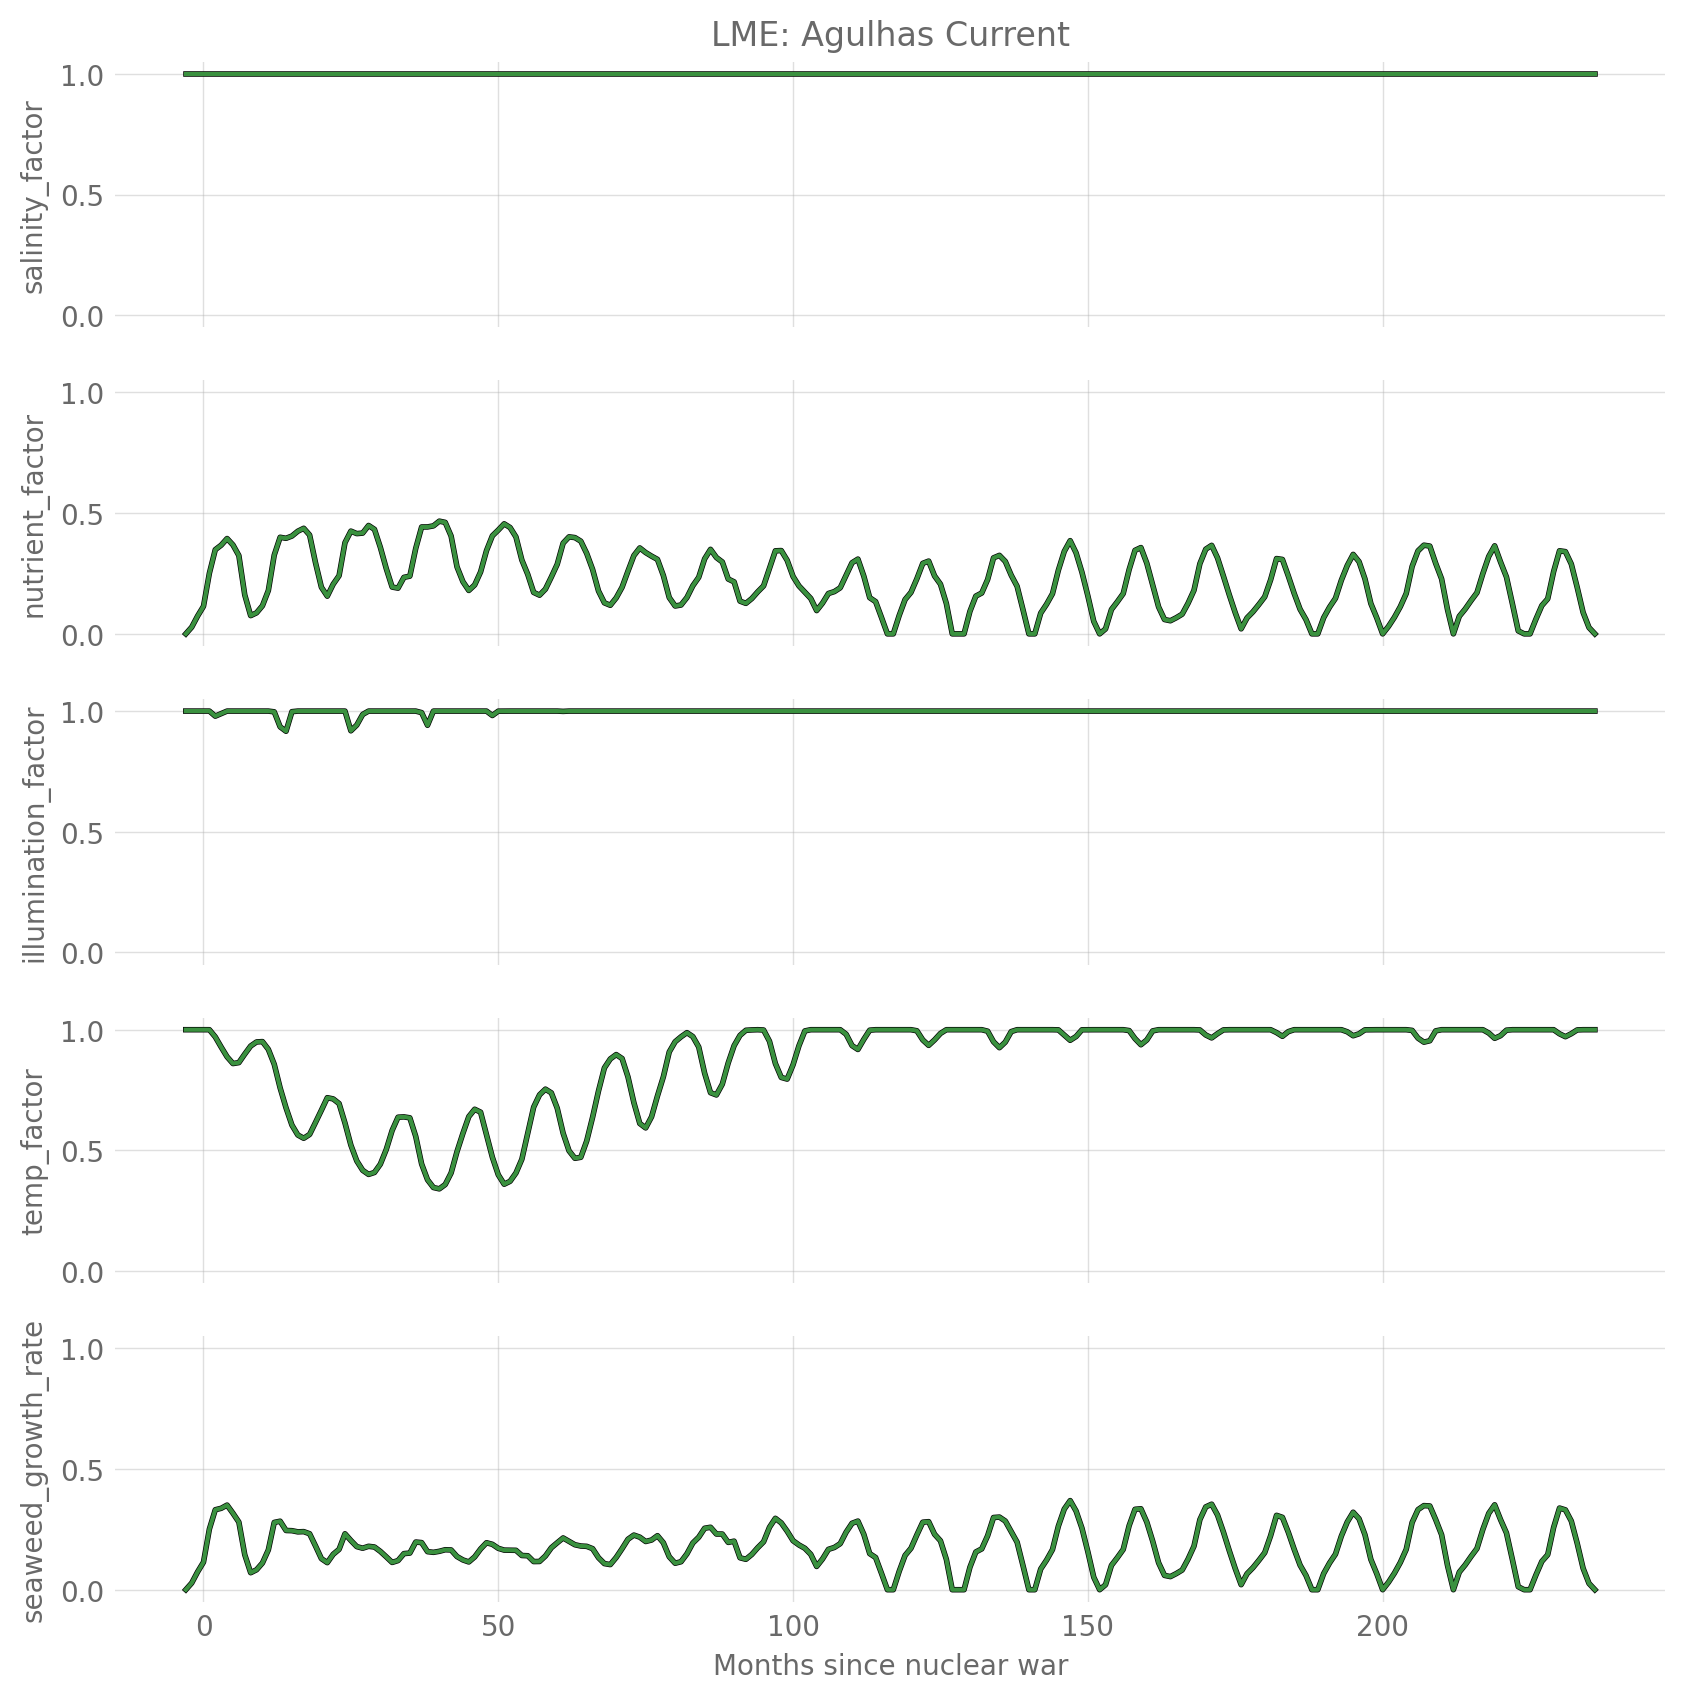 LME: Agulhas Current
1.0
0.5
0.0
salinity_factor
1.0
0.5
0.0
nutrient_factor
1.0
0.5
0.0
illumination_factor
1.0
0.5
0.0
temp_factor
1.0
0.5
0.0
seaweed_growth_rate
0 50 100 150 200
Months since nuclear war